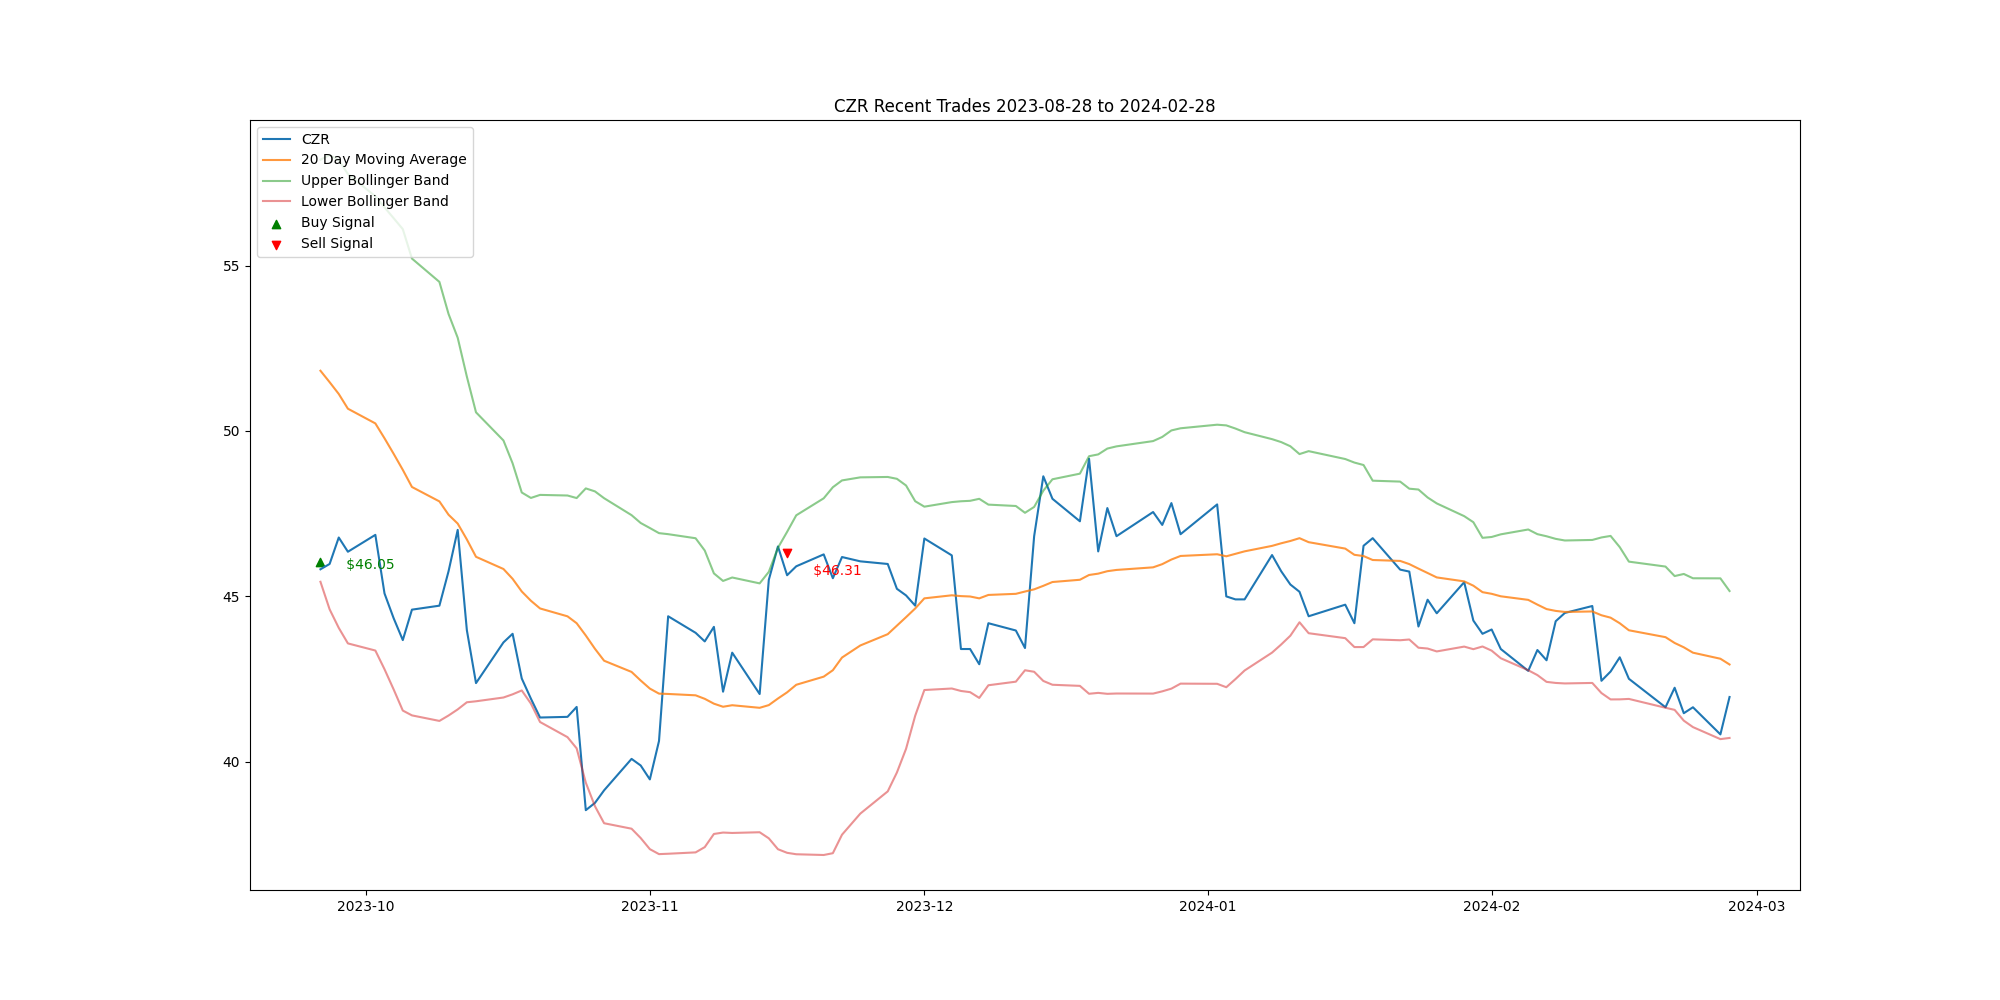 CZR Recent Trades 2023-08-28 to 2024-02-28
CZR
20 Day Moving Average
Upper Bollinger Band
Lower Bollinger Band
Buy Signal
Sell Signal
55
50
45
40
$46.05
$46.31
2023-10
2023-11
2023-12
2024-01
2024-02
2024-03